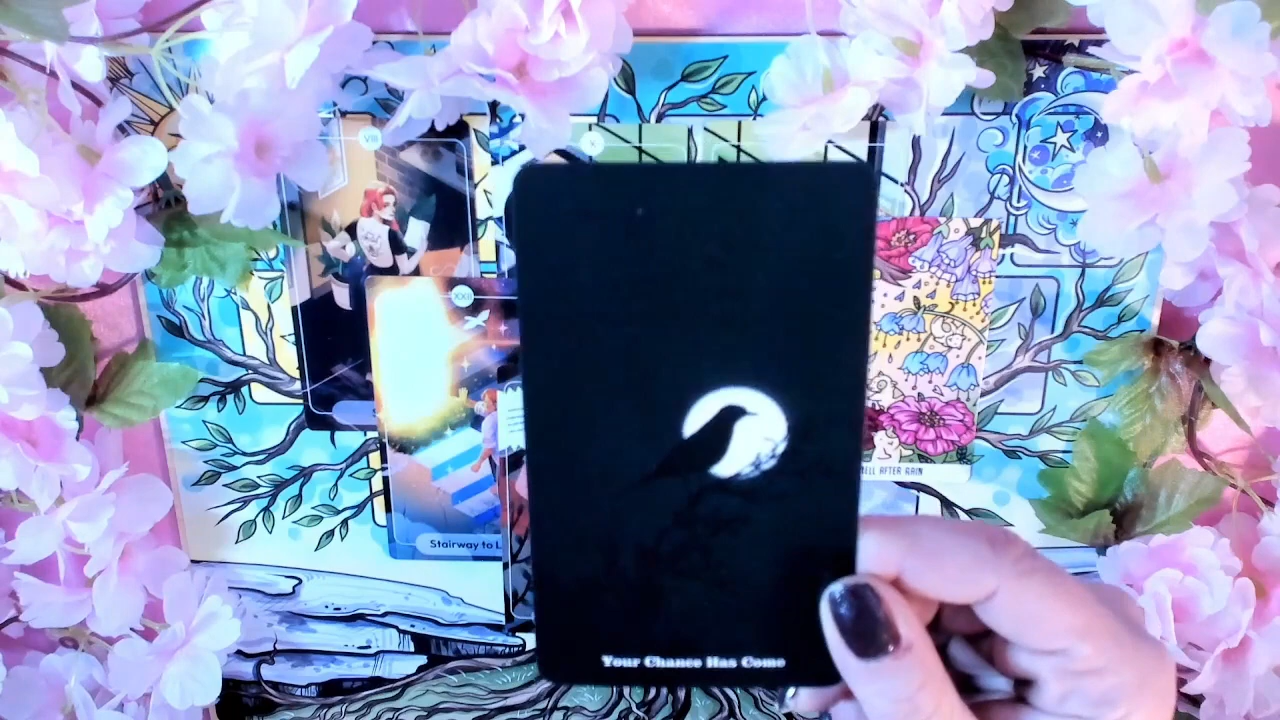 VIII
X
XXII
ELL AFTER RAIN
Stairway to L
Your Chance Has Come